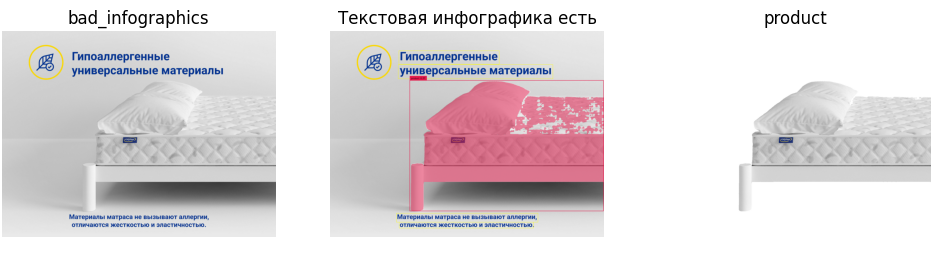 bad_infographics
Текстовая инфографика есть
product
Гипоаллергенные
универсальные материалы
Материалы матраса не вызывают аллергии,
отличаются жесткостью и эластичностью.
Гипоаллергенные
универсальные материалы
Материалы матраса не вызывают аллергии,
отличаются жесткостью и эластичностью.